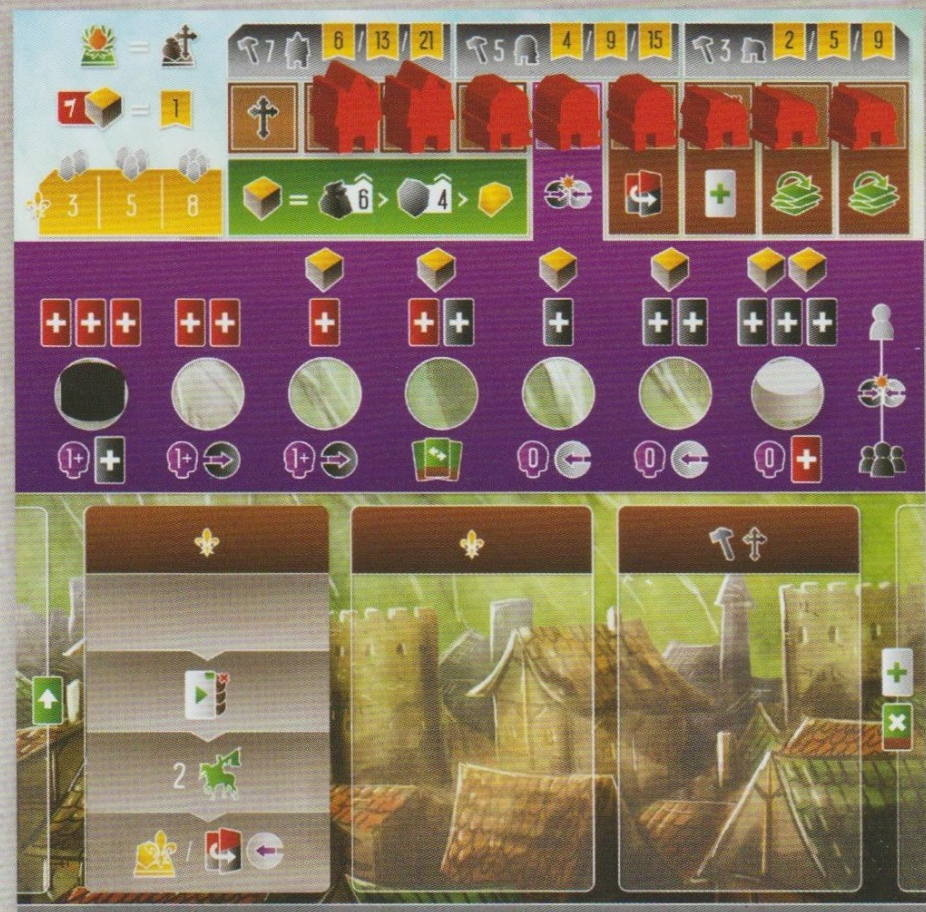 7 6 / 13 / 21 5 4 / 9 / 15 3 2 / 5 / 9
=
7 = 1
3 5 8 = 6 > 4 >
+ + + + + + + + + + + + + +
1+ + 1+ 1+ 0 0 0 +
+
2
/